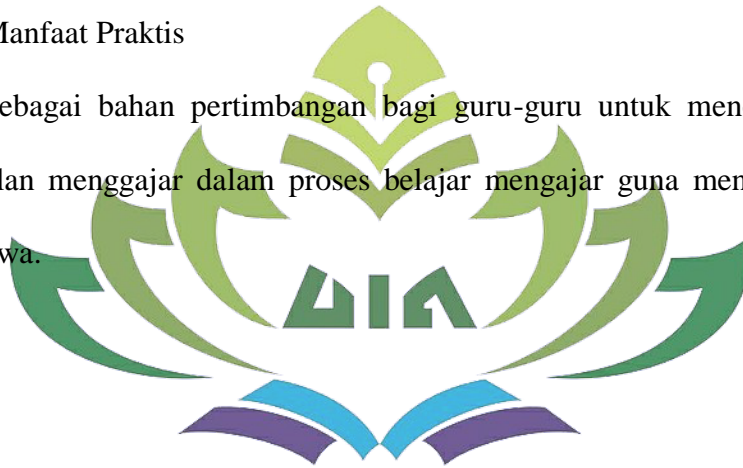 Manfaat Praktis
ebagai bahan pertimbangan bagi guru-guru untuk men
lan menggajar dalam proses belajar mengajar guna men
wa.
UIN